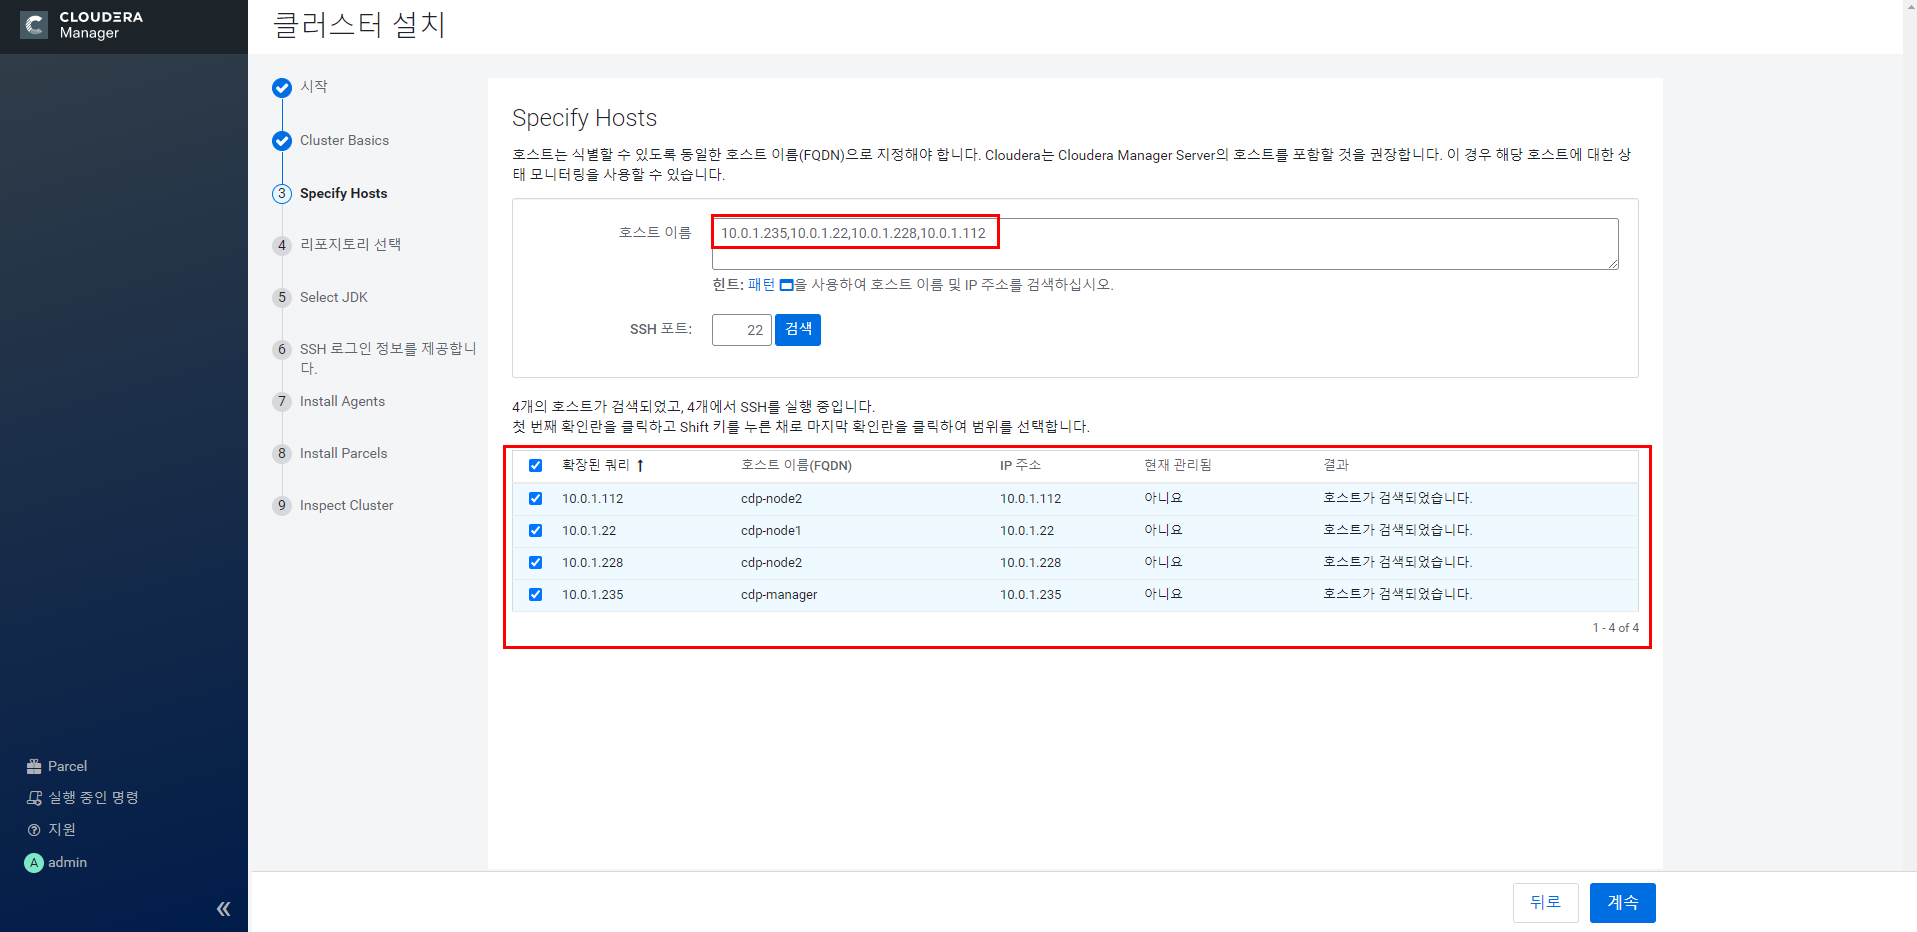 CLOUDERA
Manager
클러스터 설치
시작
Cluster Basics
3 Specify Hosts
4 리포지토리 선택
5 Select JDK
6 SSH 로그인 정보를 제공합니
다.
7 Install Agents
8 Install Parcels
9 Inspect Cluster
Specify Hosts
호스트는 식별할 수 있도록 동일한 호스트 이름(FQDN)으로 지정해야 합니다. Cloudera는 Cloudera Manager Server의 호스트를 포함할 것을 권장합니다. 이 경우 해당 호스트에 대한 상
태 모니터링을 사용할 수 있습니다.
호스트 이름 10.0.1.235,10.0.1.22,10.0.1.228,10.0.1.112
힌트: 패턴 을 사용하여 호스트 이름 및 IP 주소를 검색하십시오.
SSH 포트: 22 검색
4개의 호스트가 검색되었고, 4개에서 SSH를 실행 중입니다.
첫 번째 확인란을 클릭하고 Shift 키를 누른 채로 마지막 확인란을 클릭하여 범위를 선택합니다.
확장된 쿼리 ↑ 호스트 이름(FQDN) IP 주소 현재 관리됨 결과
10.0.1.112 cdp-node2 10.0.1.112 아니요 호스트가 검색되었습니다.
10.0.1.22 cdp-node1 10.0.1.22 아니요 호스트가 검색되었습니다.
10.0.1.228 cdp-node2 10.0.1.228 아니요 호스트가 검색되었습니다.
10.0.1.235 cdp-manager 10.0.1.235 아니요 호스트가 검색되었습니다.
1 - 4 of 4
Parcel
실행 중인 명령
지원
A admin
뒤로 계속